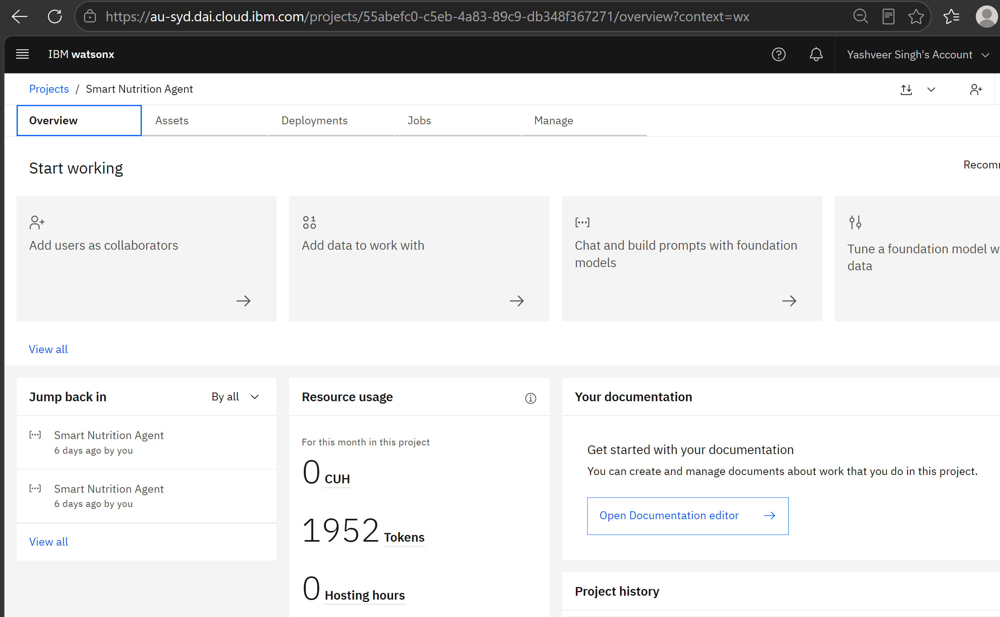 https://au-syd.dai.cloud.ibm.com/projects/55abefc0-c5eb-4a83-89c9-db348f367271/overview?context=wx
IBM watsonx
Yashveer Singh's Account
Projects / Smart Nutrition Agent
Overview
Assets
Deployments
Jobs
Manage
Start working
Recom
Add users as collaborators
Add data to work with
Chat and build prompts with foundation
models
Tune a foundation model w
data
View all
Jump back in
By all
Smart Nutrition Agent
6 days ago by you
Smart Nutrition Agent
6 days ago by you
View all
Resource usage
For this month in this project
0 CUH
1952 Tokens
0 Hosting hours
Your documentation
Get started with your documentation
You can create and manage documents about work that you do in this project.
Open Documentation editor
Project history